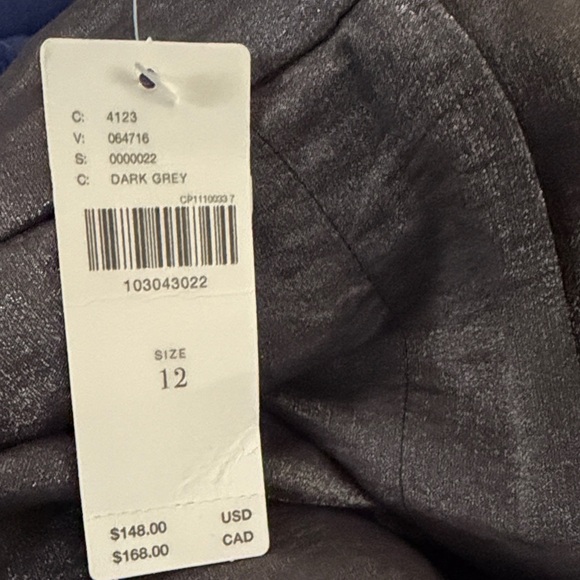 C: 4123
V: 064716
S: 0000022
C: DARK GREY
CP1110033 7
103043022
SIZE
12
$148.00 USD
$168.00 CAD